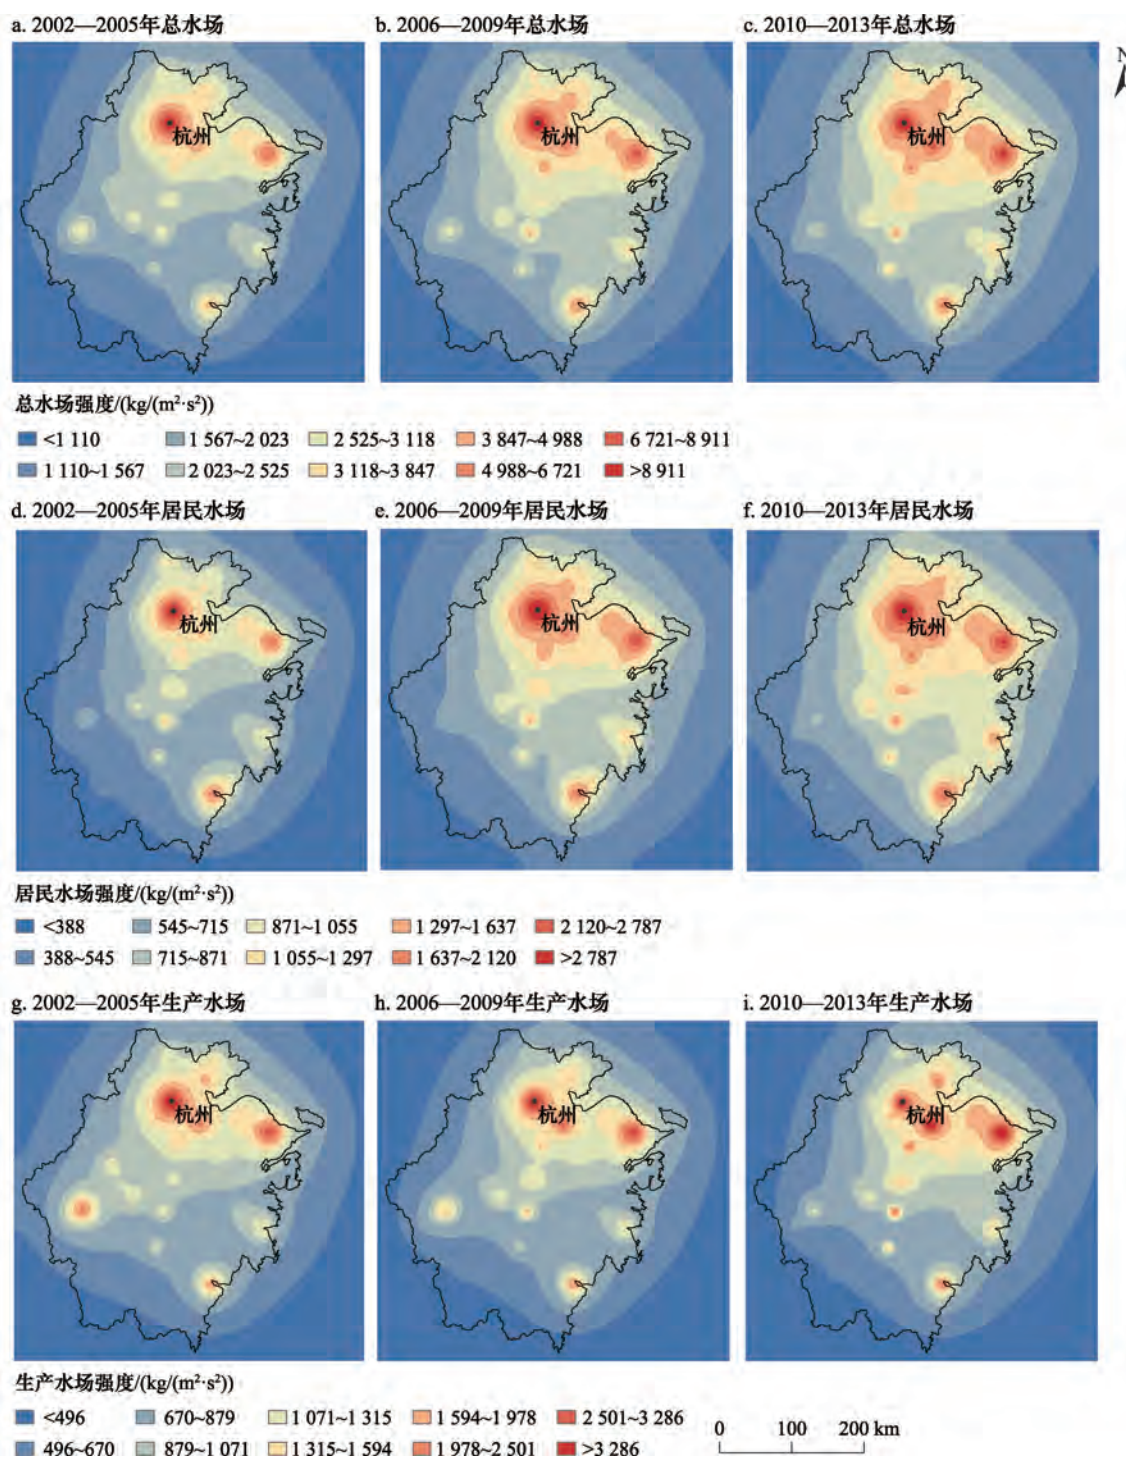 a. 2002—2005年总水场 b. 2006—2009年总水场 c. 2010—2013年总水场
N
杭州 杭州 杭州
总水场强度/(kg/(m²·s²))
<1 110 1 567~2 023 2 525~3 118 3 847~4 988 6 721~8 911
1 110~1 567 2 023~2 525 3 118~3 847 4 988~6 721 >8 911
d. 2002—2005年居民水场 e. 2006—2009年居民水场 f. 2010—2013年居民水场
杭州 杭州 杭州
居民水场强度/(kg/(m²·s²))
<388 545~715 871~1 055 1 297~1 637 2 120~2 787
388~545 715~871 1 055~1 297 1 637~2 120 >2 787
g. 2002—2005年生产水场 h. 2006—2009年生产水场 i. 2010—2013年生产水场
杭州 杭州 杭州
生产水场强度/(kg/(m²·s²))
<496 670~879 1 071~1 315 1 594~1 978 2 501~3 286
496~670 879~1 071 1 315~1 594 1 978~2 501 >3 286
0 100 200 km